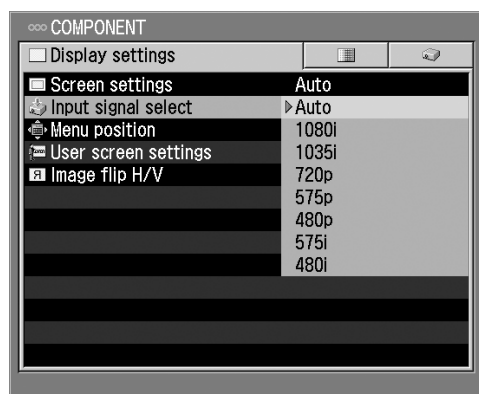 COMPONENT
Display settings
Screen settings Auto
Input signal select Auto
Menu position 1080i
User screen settings 1035i
Image flip H/V 720p
575p
480p
575i
480i